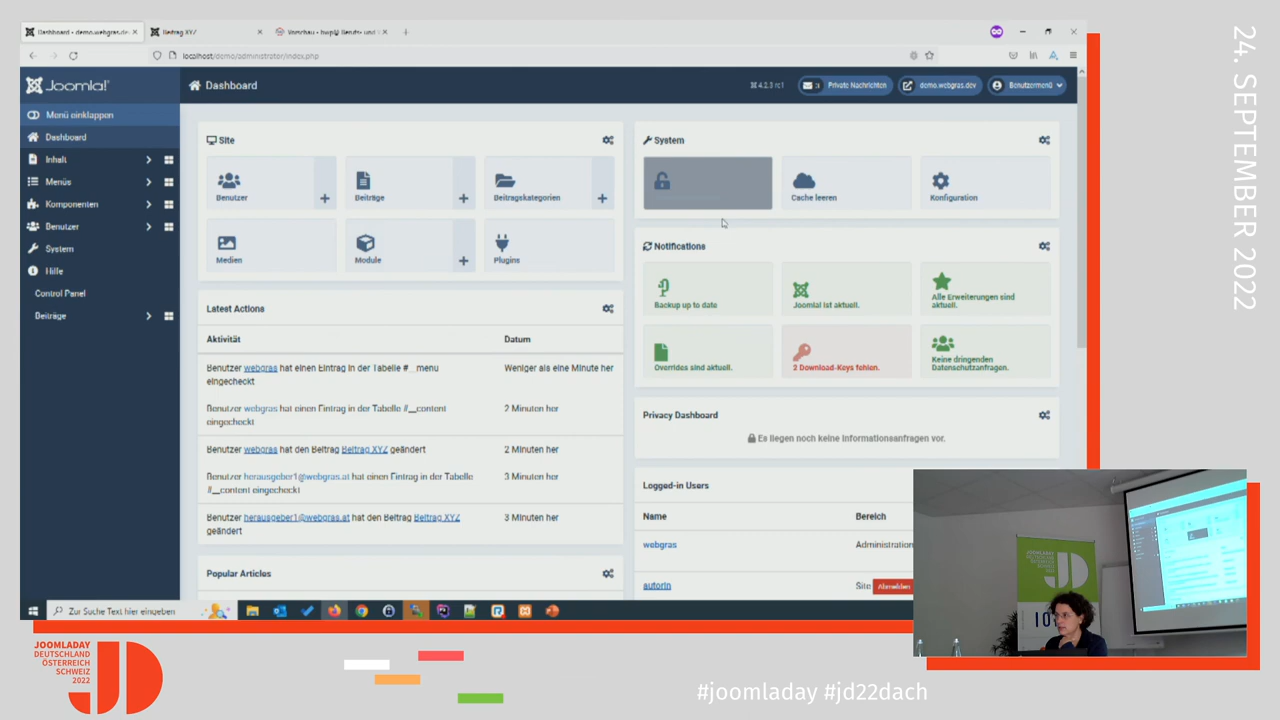 Dashboard • demo.webgras.de
Beitrag XYZ
Vorschau : bwp@ Berufs- und
localhost/demo/administrator/index.php
Joomla!
Dashboard
4.2.3 rc1
3 Private Nachrichten
demo.webgras.dev
Benutzermenü
Menü einklappen
Dashboard
Inhalt
Menüs
Komponenten
Benutzer
System
Hilfe
Control Panel
Beiträge
Site
Benutzer
Beiträge
Beitragskategorien
Medien
Module
Plugins
Latest Actions
Aktivität
Datum
Benutzer webgras hat einen Eintrag in der Tabelle #__menu
eingecheckt
Weniger als eine Minute her
Benutzer webgras hat einen Eintrag in der Tabelle #__content
eingecheckt
2 Minuten her
Benutzer webgras hat den Beitrag Beitrag XYZ geändert
2 Minuten her
Benutzer herausgeber1@webgras.at hat einen Eintrag in der Tabelle
#__content eingecheckt
3 Minuten her
Benutzer herausgeber1@webgras.at hat den Beitrag Beitrag XYZ
geändert
3 Minuten her
Popular Articles
System
Cache leeren
Konfiguration
Notifications
Backup up to date
Joomla ist aktuell.
Alle Erweiterungen sind
aktuell.
Overrides sind aktuell.
2 Download-Keys fehlen.
Keine dringenden
Datenschutzanfragen.
Privacy Dashboard
Es liegen noch keine Informationsanfragen vor.
Logged-in Users
Name
Bereich
webgras
Administration
autorin
Site
Abmelden
Zur Suche Text hier eingeben
24. SEPTEMBER 2022
JD
JOOMLADAY
DEUTSCHLAND
ÖSTERREICH
SCHWEIZ
2022
JD
#joomladay #jd22dach